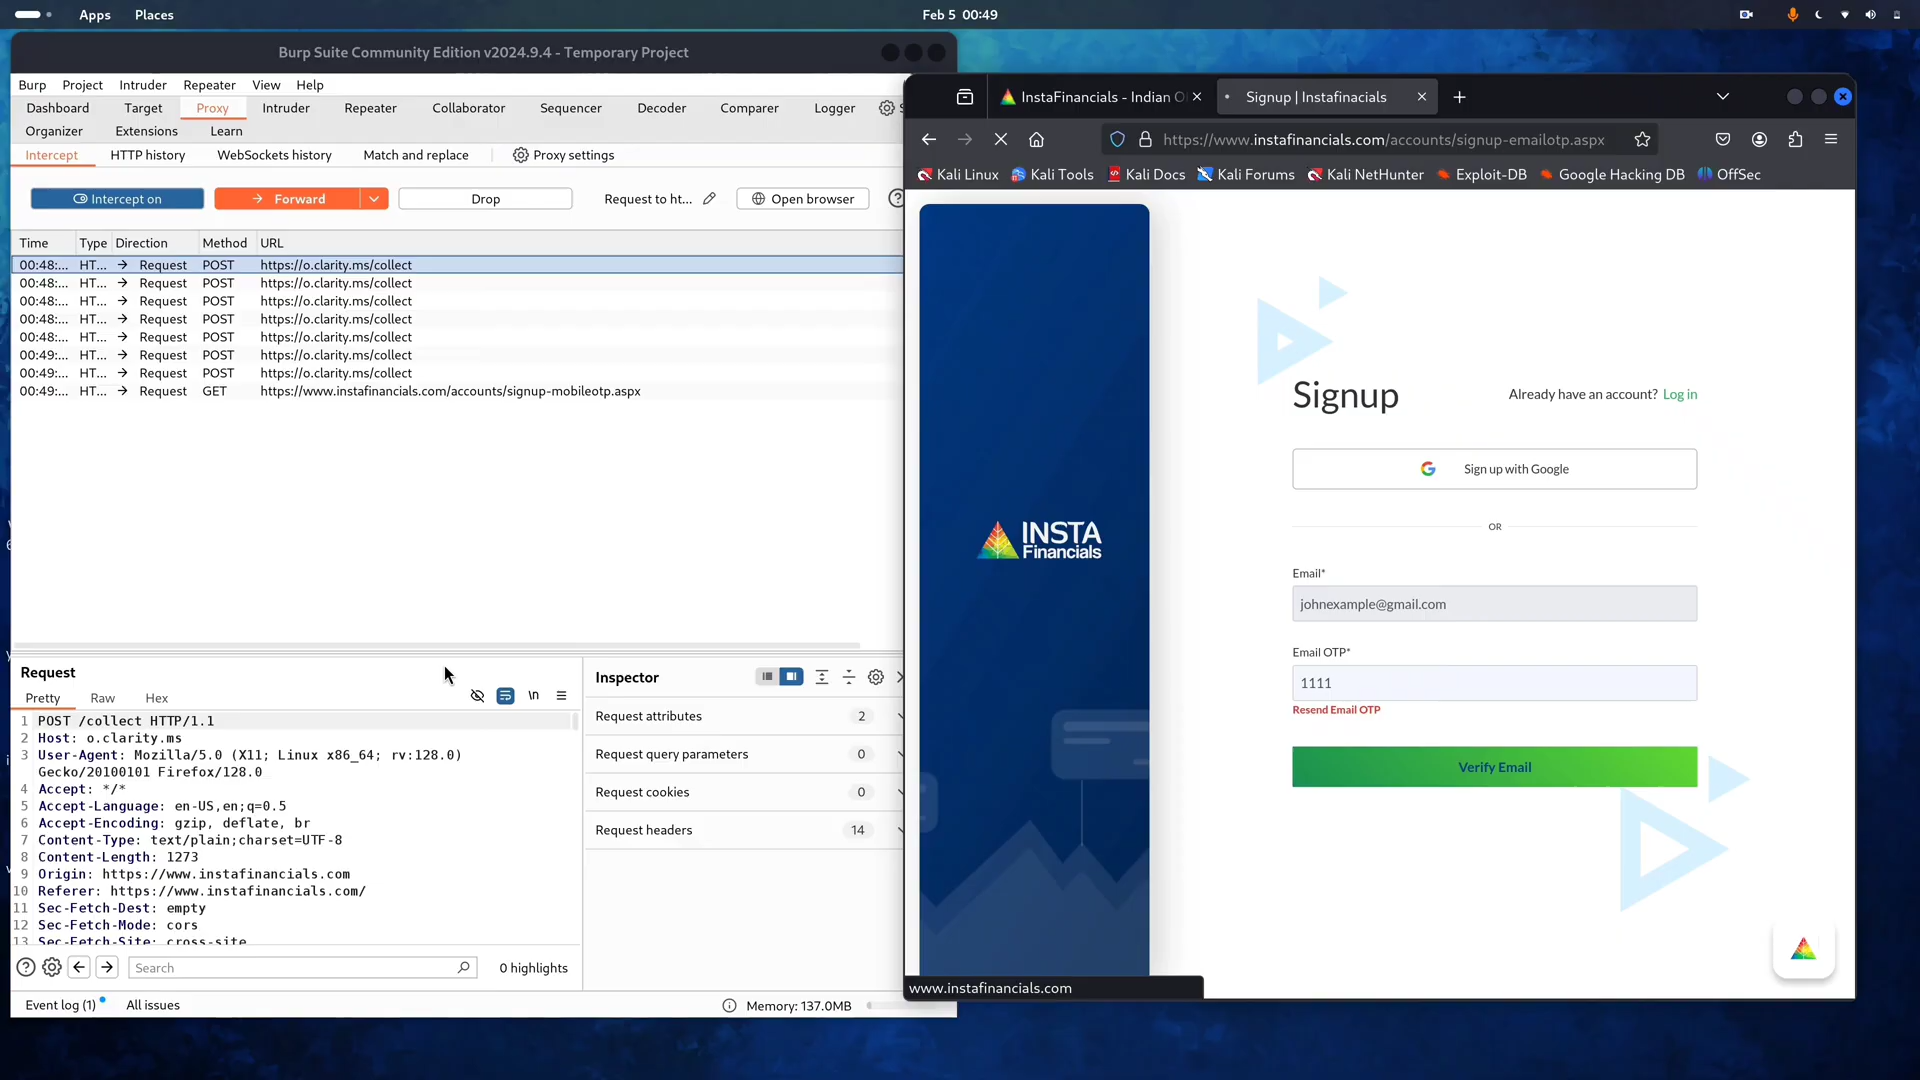 Apps Places Feb 5 00:49
Burp Suite Community Edition v2024.9.4 - Temporary Project
Burp Project Intruder Repeater View Help
Dashboard Target Proxy Intruder Repeater Collaborator Sequencer Decoder Comparer Logger
Organizer Extensions Learn
Intercept HTTP history WebSockets history Match and replace Proxy settings
Intercept on Forward Drop Request to ht... Open browser
Time Type Direction Method URL
00:48:... HT... → Request POST https://o.clarity.ms/collect
00:48:... HT... → Request POST https://o.clarity.ms/collect
00:48:... HT... → Request POST https://o.clarity.ms/collect
00:48:... HT... → Request POST https://o.clarity.ms/collect
00:48:... HT... → Request POST https://o.clarity.ms/collect
00:49:... HT... → Request POST https://o.clarity.ms/collect
00:49:... HT... → Request POST https://o.clarity.ms/collect
00:49:... HT... → Request GET https://www.instafinancials.com/accounts/signup-mobileotp.aspx
Request
Pretty Raw Hex \n
1 POST /collect HTTP/1.1
2 Host: o.clarity.ms
3 User-Agent: Mozilla/5.0 (X11; Linux x86_64; rv:128.0)
Gecko/20100101 Firefox/128.0
4 Accept: */*
5 Accept-Language: en-US,en;q=0.5
6 Accept-Encoding: gzip, deflate, br
7 Content-Type: text/plain;charset=UTF-8
8 Content-Length: 1273
9 Origin: https://www.instafinancials.com
10 Referer: https://www.instafinancials.com/
11 Sec-Fetch-Dest: empty
12 Sec-Fetch-Mode: cors
13 Sec-Fetch-Site: cross-site
Search 0 highlights
Inspector
Request attributes 2
Request query parameters 0
Request cookies 0
Request headers 14
Event log (1) All issues Memory: 137.0MB
InstaFinancials - Indian O Signup | Instafinacials
https://www.instafinancials.com/accounts/signup-emailotp.aspx
Kali Linux Kali Tools Kali Docs Kali Forums Kali NetHunter Exploit-DB Google Hacking DB OffSec
INSTA
Financials
Signup Already have an account? Log in
Sign up with Google
OR
Email*
johnexample@gmail.com
Email OTP*
1111
Resend Email OTP
Verify Email
www.instafinancials.com